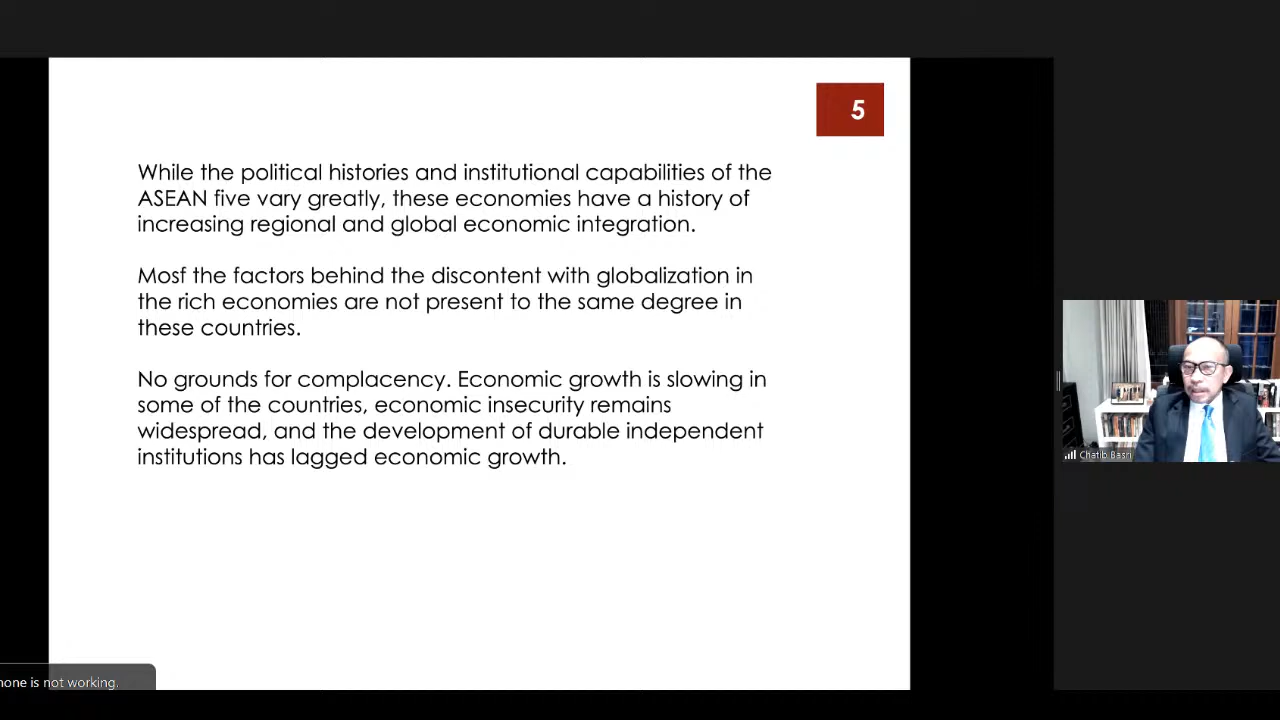 5
While the political histories and institutional capabilities of the
ASEAN five vary greatly, these economies have a history of
increasing regional and global economic integration.
Mosf the factors behind the discontent with globalization in
the rich economies are not present to the same degree in
these countries.
No grounds for complacency. Economic growth is slowing in
some of the countries, economic insecurity remains
widespread, and the development of durable independent
institutions has lagged economic growth.
Chatib Basri
hone is not working.